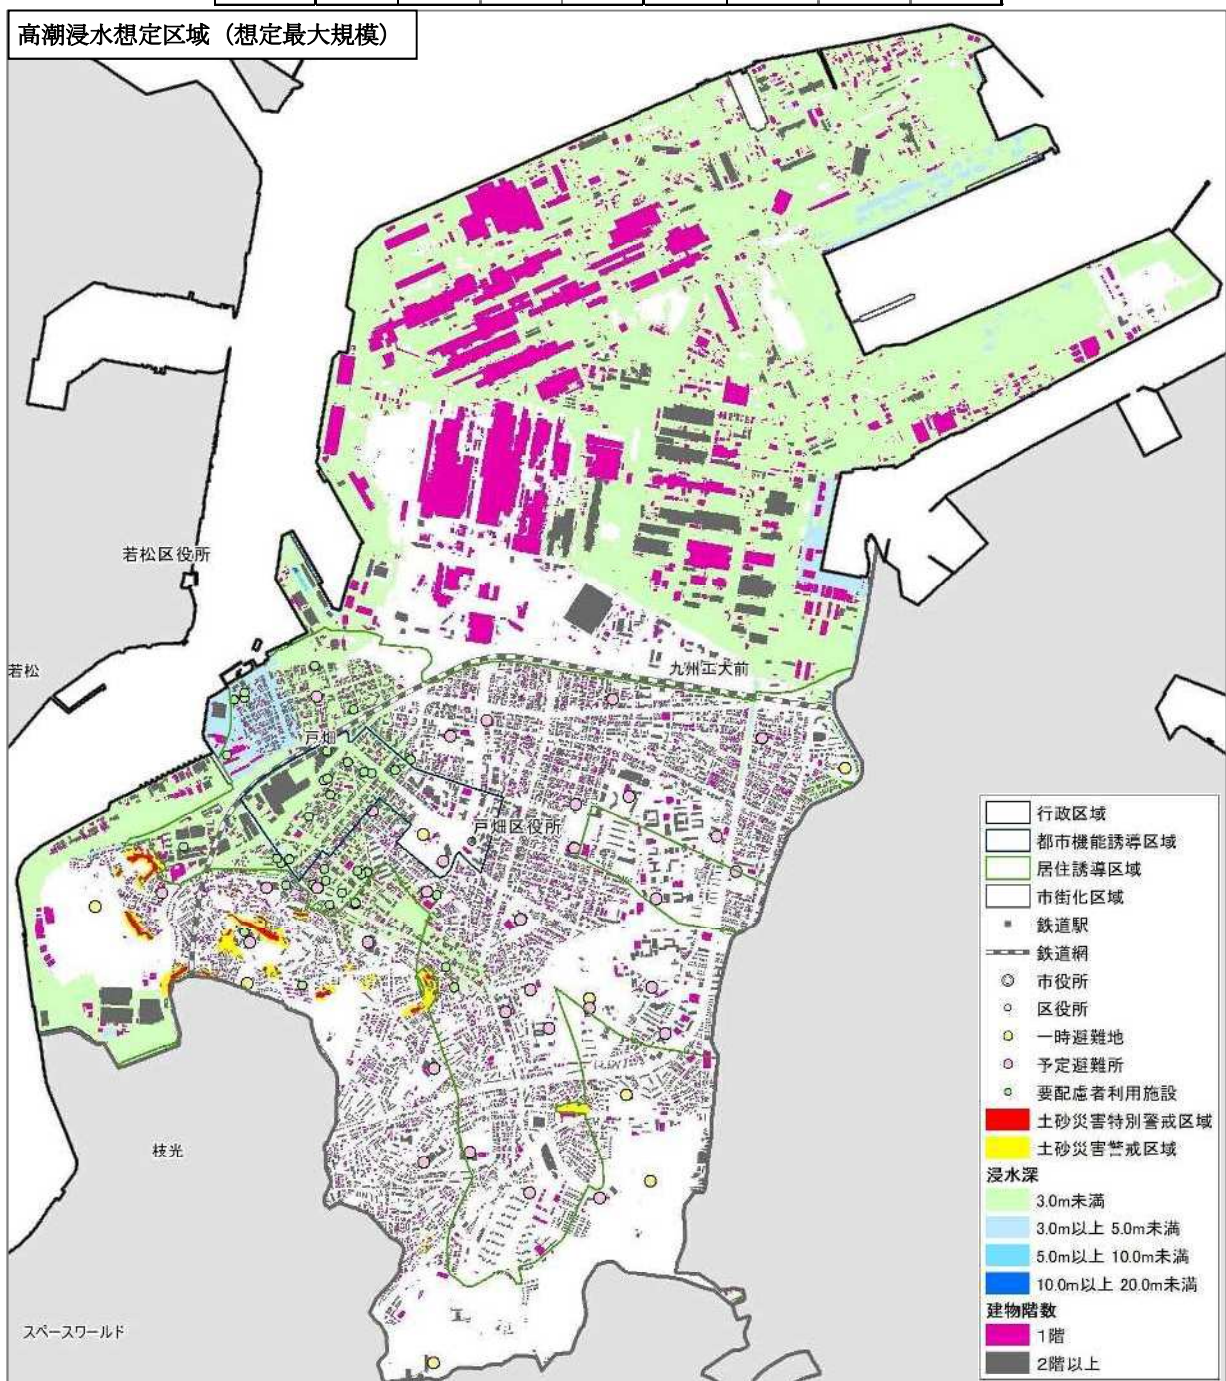 高潮浸水想定区域（想定最大規模）
若松区役所
若松
九州工大前
戸畑
戸畑区役所
枝光
スペースワールド
行政区域
都市機能誘導区域
居住誘導区域
市街化区域
鉄道駅
鉄道網
市役所
区役所
一時避難地
予定避難所
要配慮者利用施設
土砂災害特別警戒区域
土砂災害警戒区域
浸水深
3.0m未満
3.0m以上 5.0m未満
5.0m以上 10.0m未満
10.0m以上 20.0m未満
建物階数
1階
2階以上